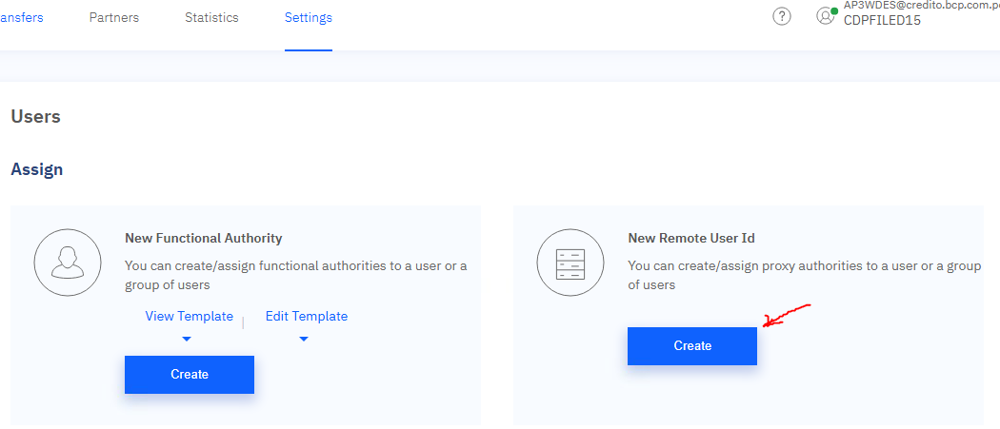 ansfers Partners Statistics Settings
?
AP3WDES@credito.bcp.com.p
CDPFILED15
Users
Assign
New Functional Authority
You can create/assign functional authorities to a user or a
group of users
View Template | Edit Template
Create
New Remote User Id
You can create/assign proxy authorities to a user or a group
of users
Create